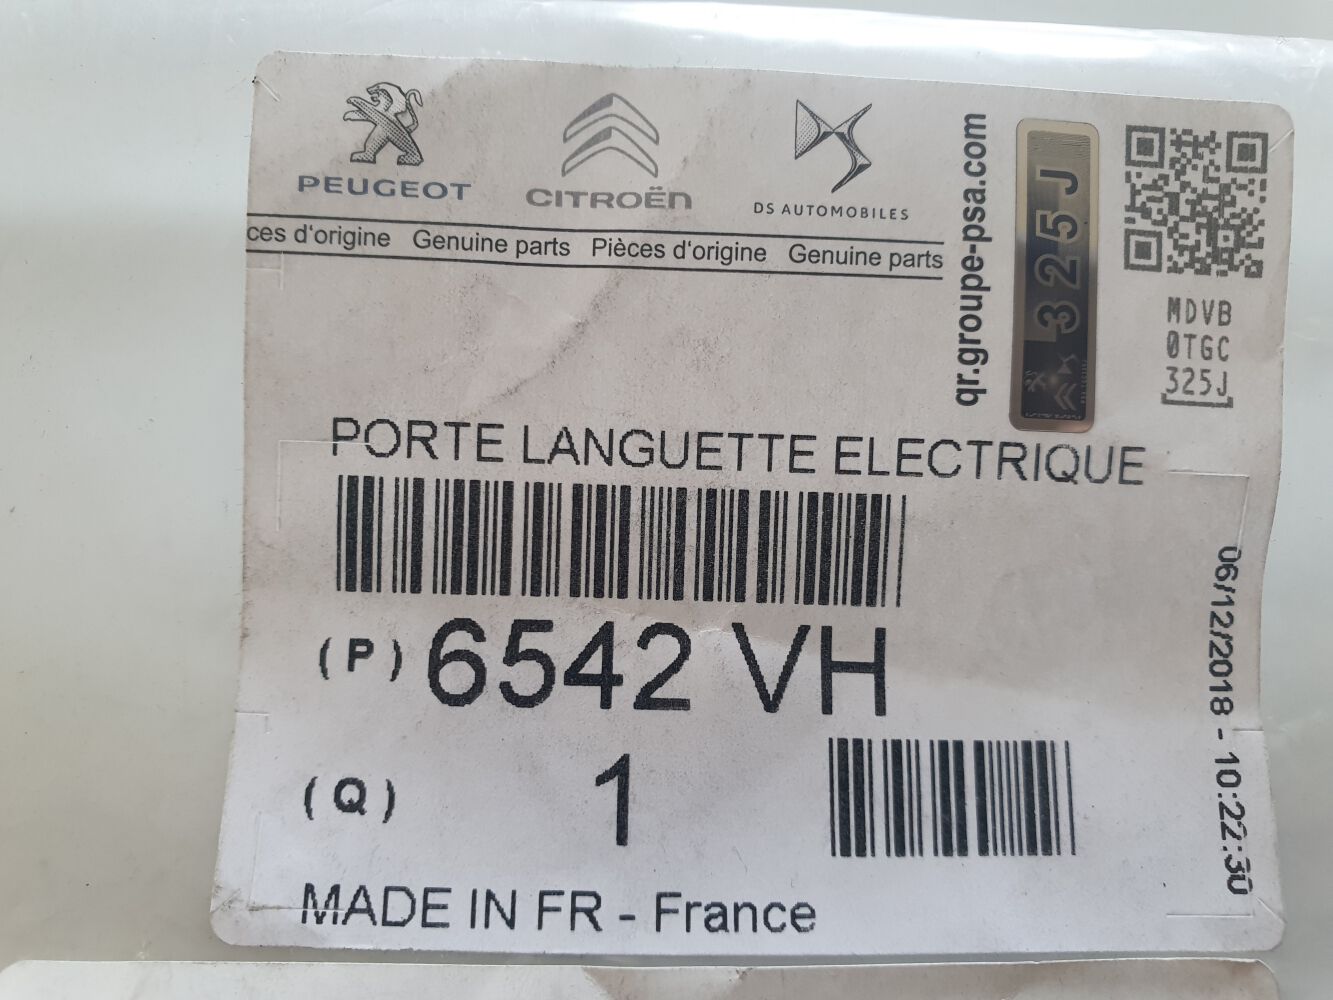 PEUGEOT
CITROËN
DS AUTOMOBILES
ces d'origine Genuine parts Pièces d'origine Genuine parts
qr.groupe-psa.com
325J
MDVB
0TGC
325J
PORTE LANGUETTE ELECTRIQUE
(P) 6542 VH
(Q) 1
MADE IN FR - France
06/12/2018 - 10:22:30